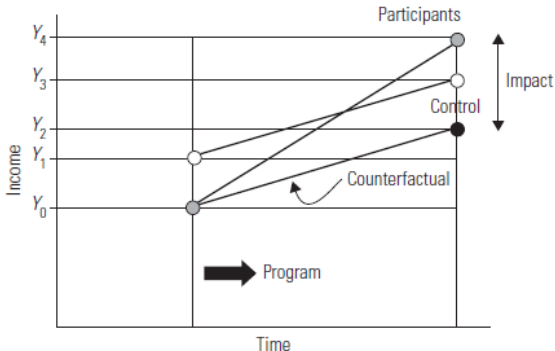 Participants
Y4
Y3
Impact
Control
Y2
Y1
Income
Counterfactual
Y0
Program
Time